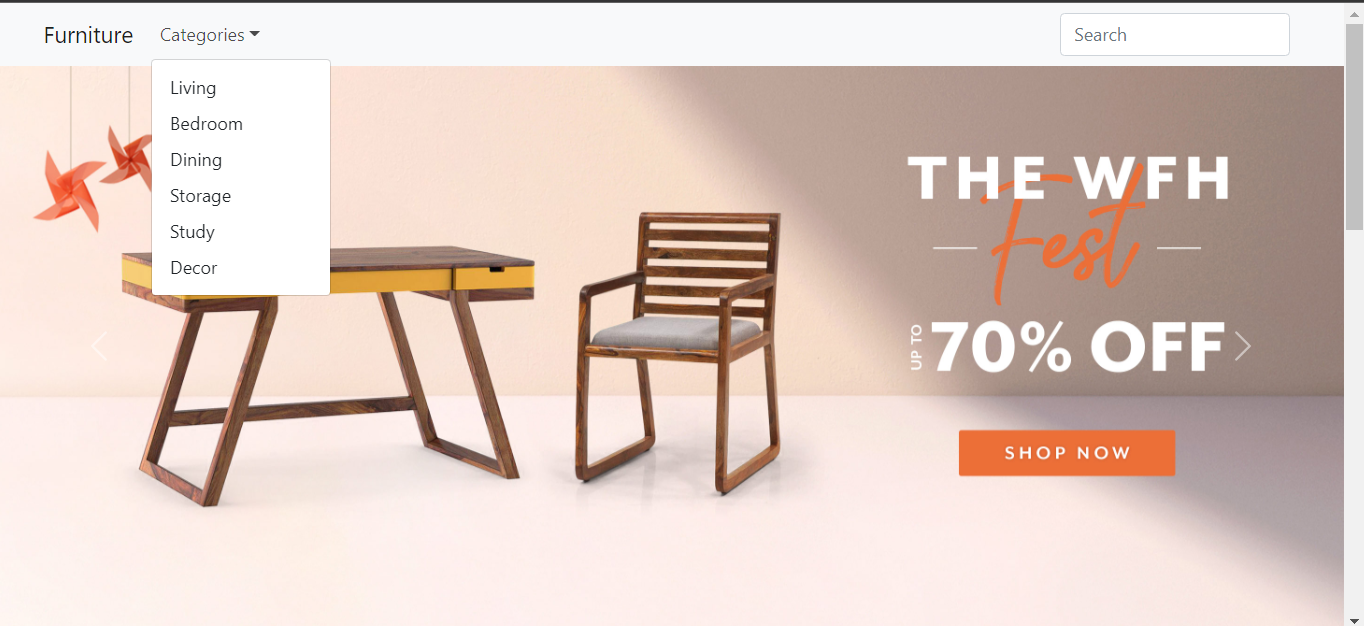 Furniture
Categories
Search
Living
Bedroom
Dining
Storage
Study
Decor
THE WFH
Fest
UP TO
70% OFF
SHOP NOW